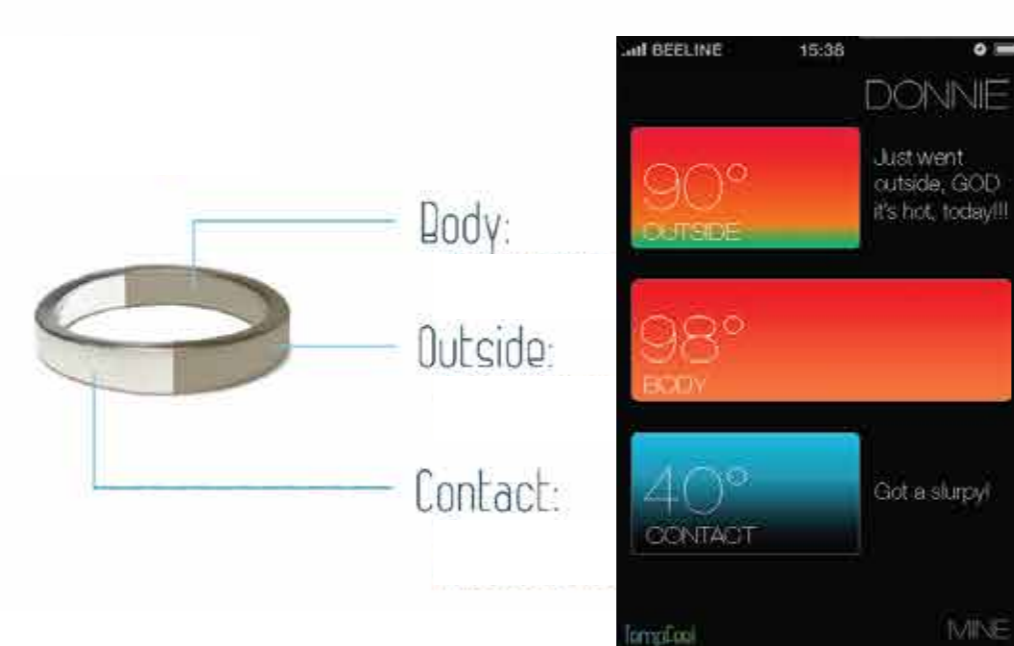 Body:
Outside:
Contact:
BEELINE 15:38
DONNIE
90°
OUTSIDE
Just went
outside, GOD
it's hot, today!!!
98°
BODY
40°
CONTACT
Got a slurpy!
MINE